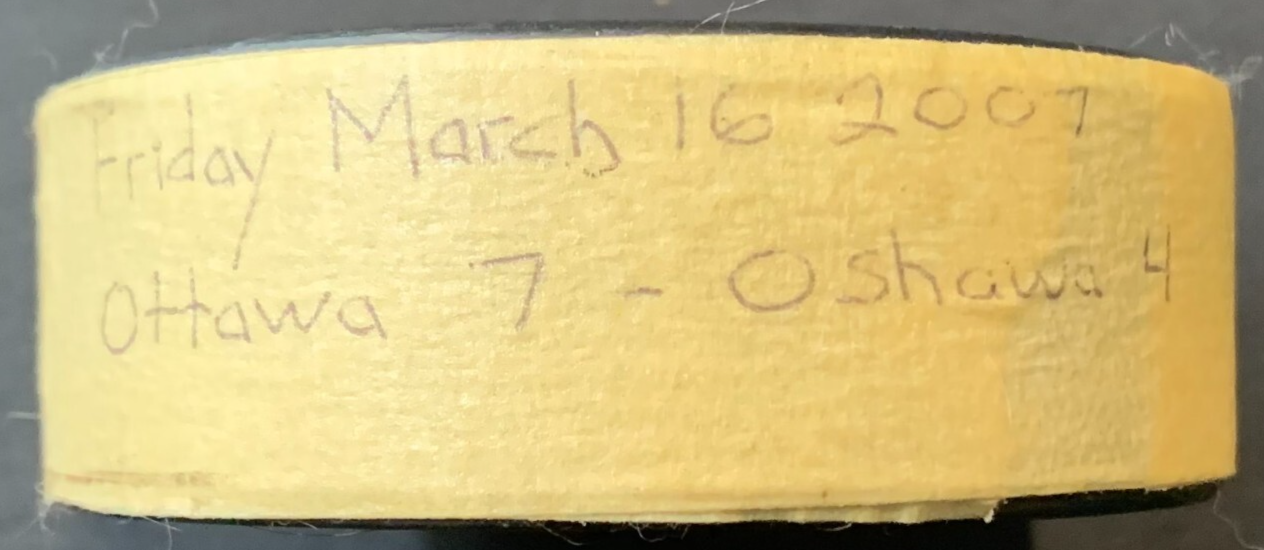 Friday March 16 2007
Ottawa 7 - Oshawa 4